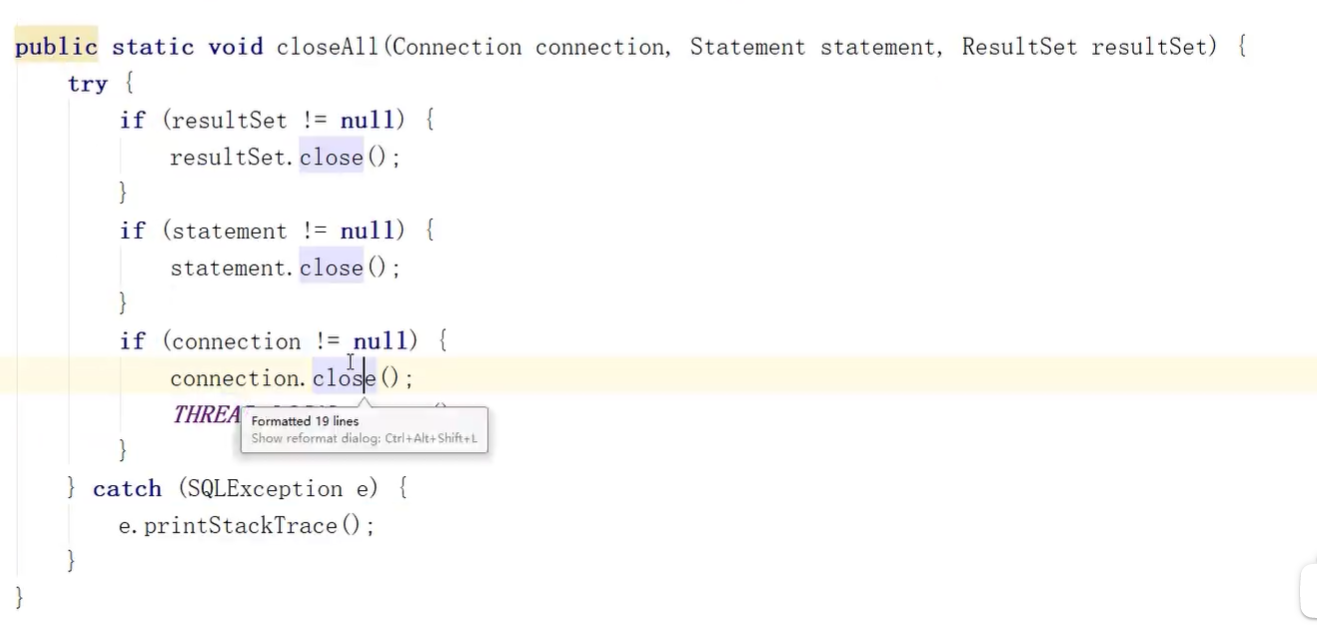 public static void closeAll(Connection connection, Statement statement, ResultSet resultSet) {
try {
if (resultSet != null) {
resultSet.close();
}
if (statement != null) {
statement.close();
}
if (connection != null) {
connection.close();
Formatted 19 lines
Show reformat dialog: Ctrl+Alt+Shift+L
}
} catch (SQLException e) {
e.printStackTrace();
}
}